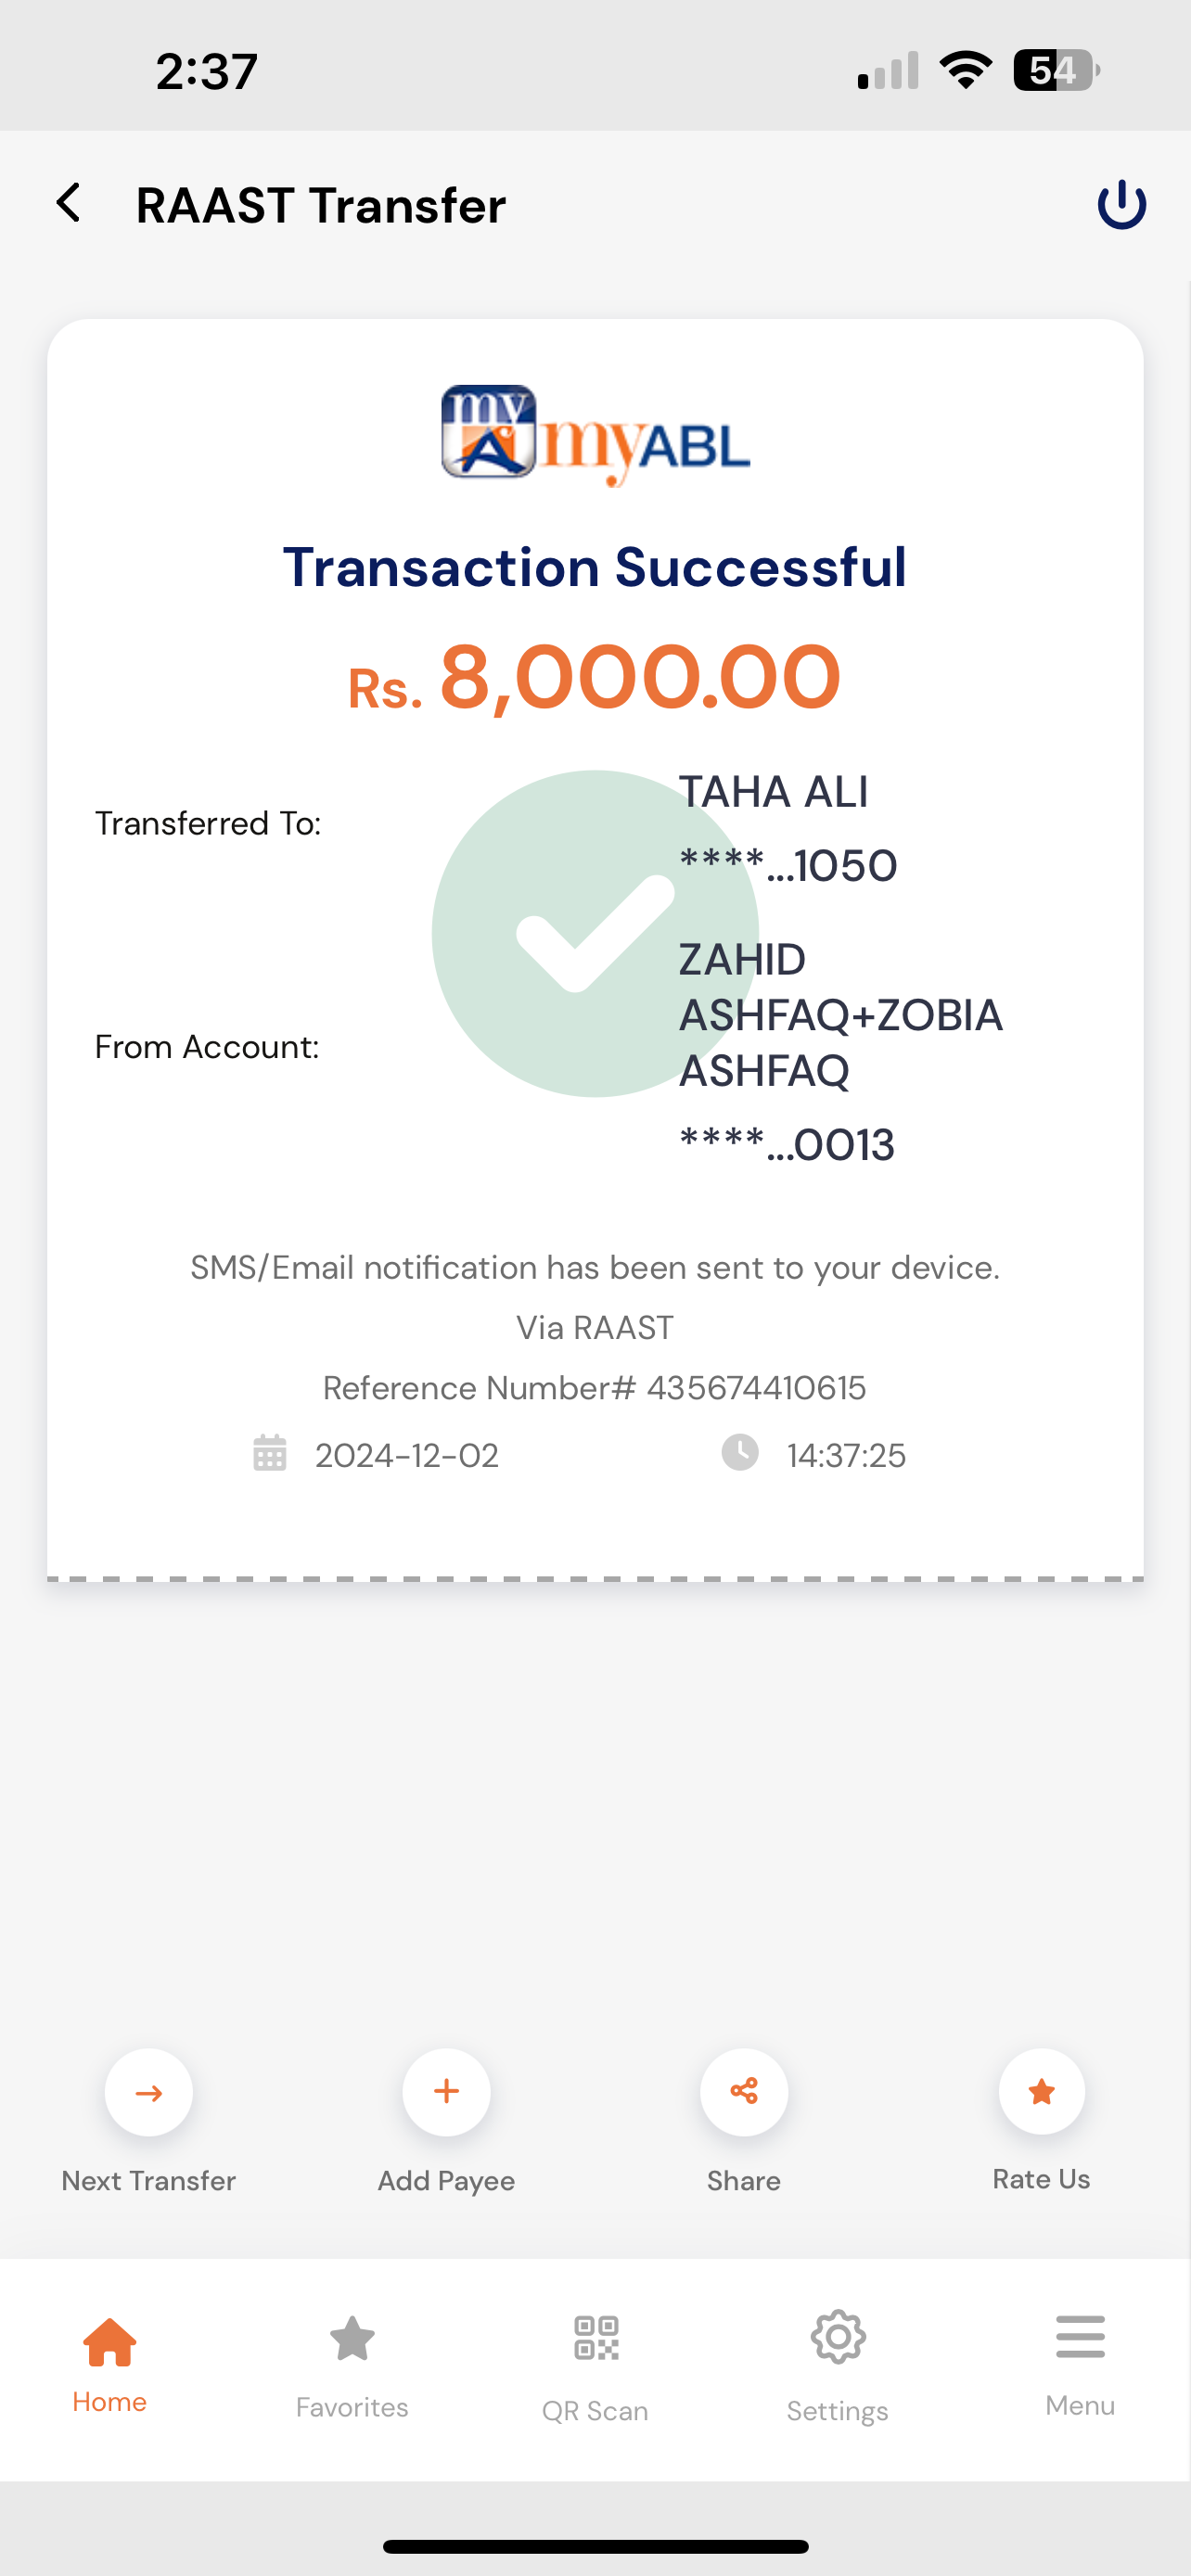 2:37
54
RAAST Transfer
my
myABL
Transaction Successful
Rs. 8,000.00
Transferred To:
TAHA ALI
****...1050
From Account:
ZAHID
ASHFAQ+ZOBIA
ASHFAQ
****...0013
SMS/Email notification has been sent to your device.
Via RAAST
Reference Number# 435674410615
2024-12-02
14:37:25
Next Transfer
Add Payee
Share
Rate Us
Home
Favorites
QR Scan
Settings
Menu